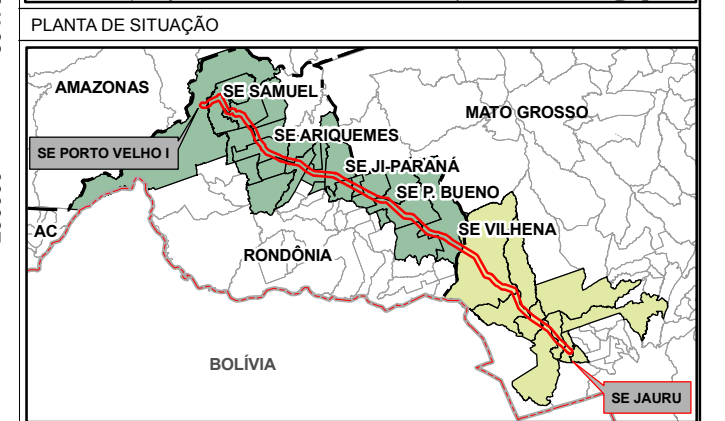 PLANTA DE SITUAÇÃO
AMAZONAS
SE SAMUEL
MATO GROSSO
SE ARIQUEMES
SE PORTO VELHO I
SE JI-PARANÁ
SE P. BUENO
AC
SE VILHENA
RONDÔNIA
BOLÍVIA
SE JAURU